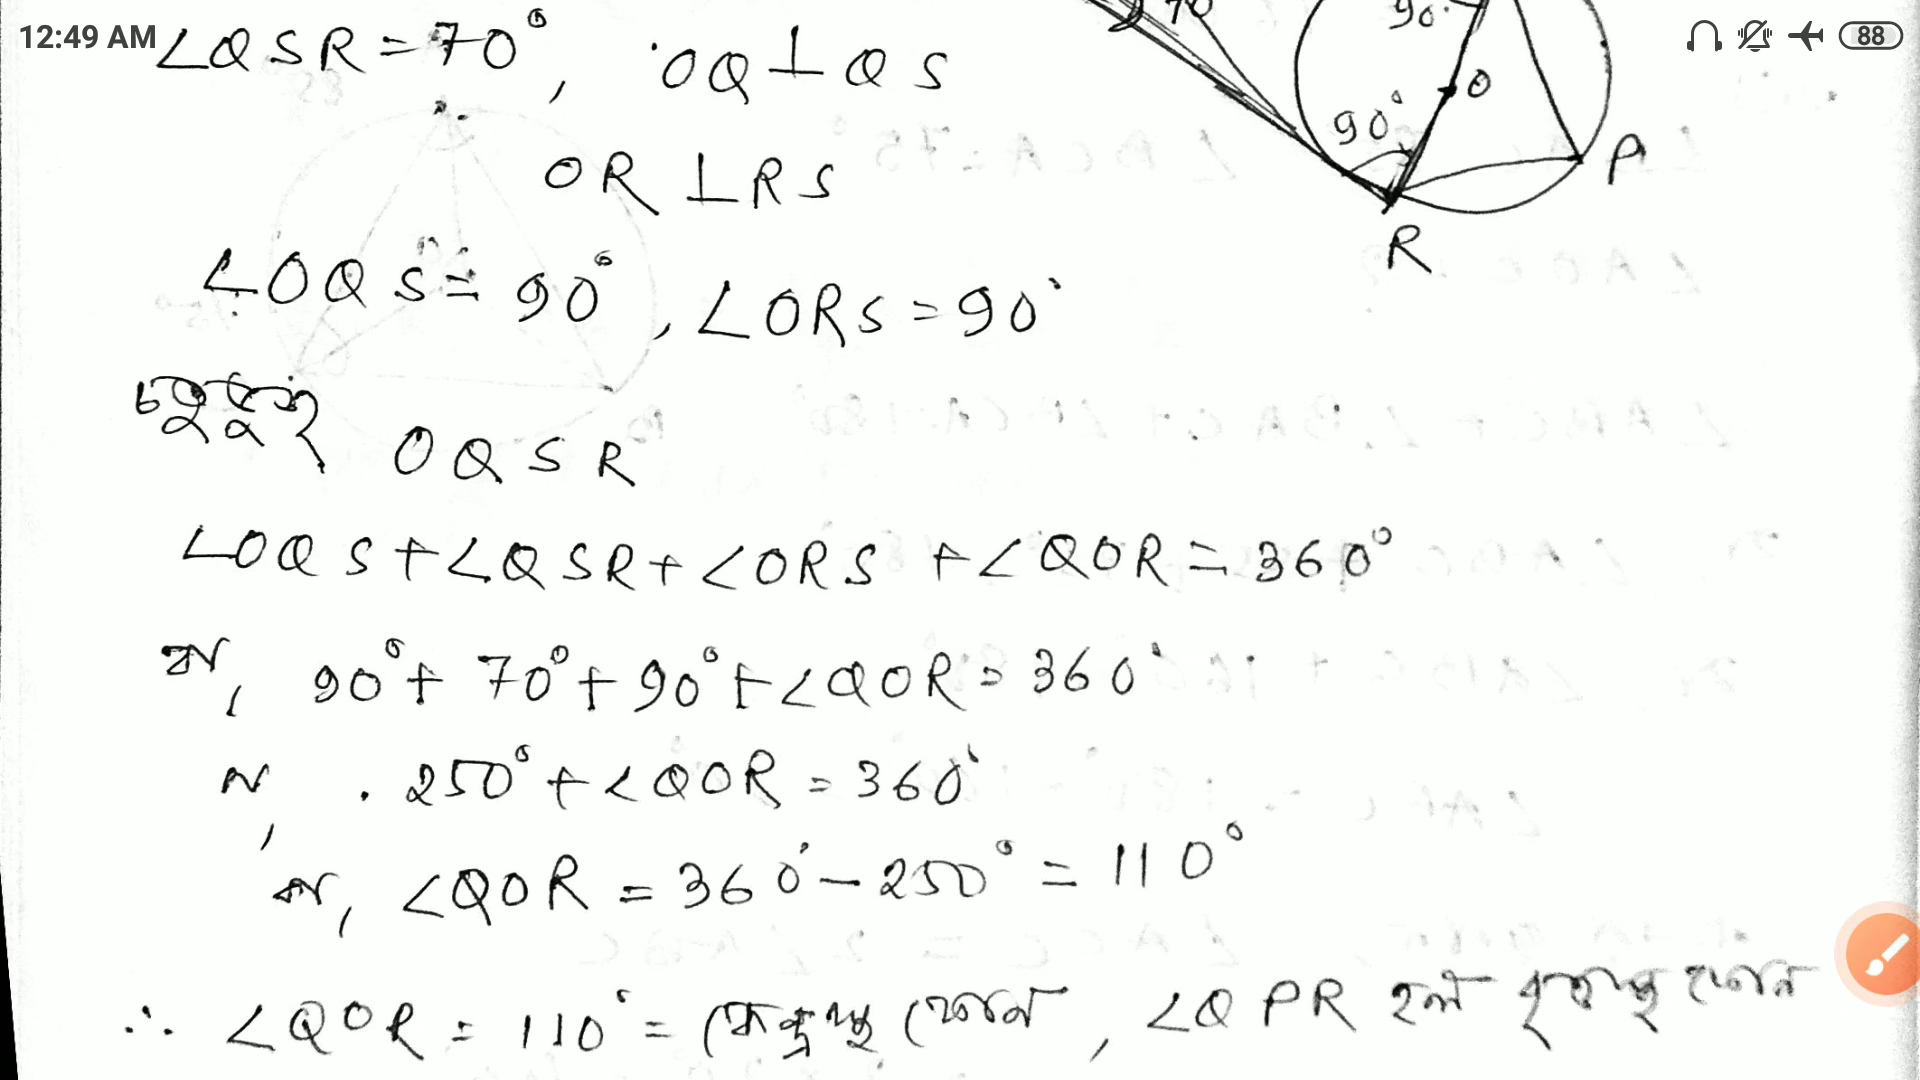 12:49 AM
88
∠QSR = 70°, OQ ⊥ QS
OR ⊥ RS
∠OQS = 90°, ∠ORS = 90°
70
90°
O
90°
P
R
চতুর্ভুজ OQSR
∠OQS + ∠QSR + ∠ORS + ∠QOR = 360°
বা, 90° + 70° + 90° + ∠QOR = 360°
বা, 250° + ∠QOR = 360°
বা, ∠QOR = 360° - 250° = 110°
∴ ∠QOR = 110° = কেন্দ্রস্থ কোন, ∠QPR হল বৃত্তস্থ কোন